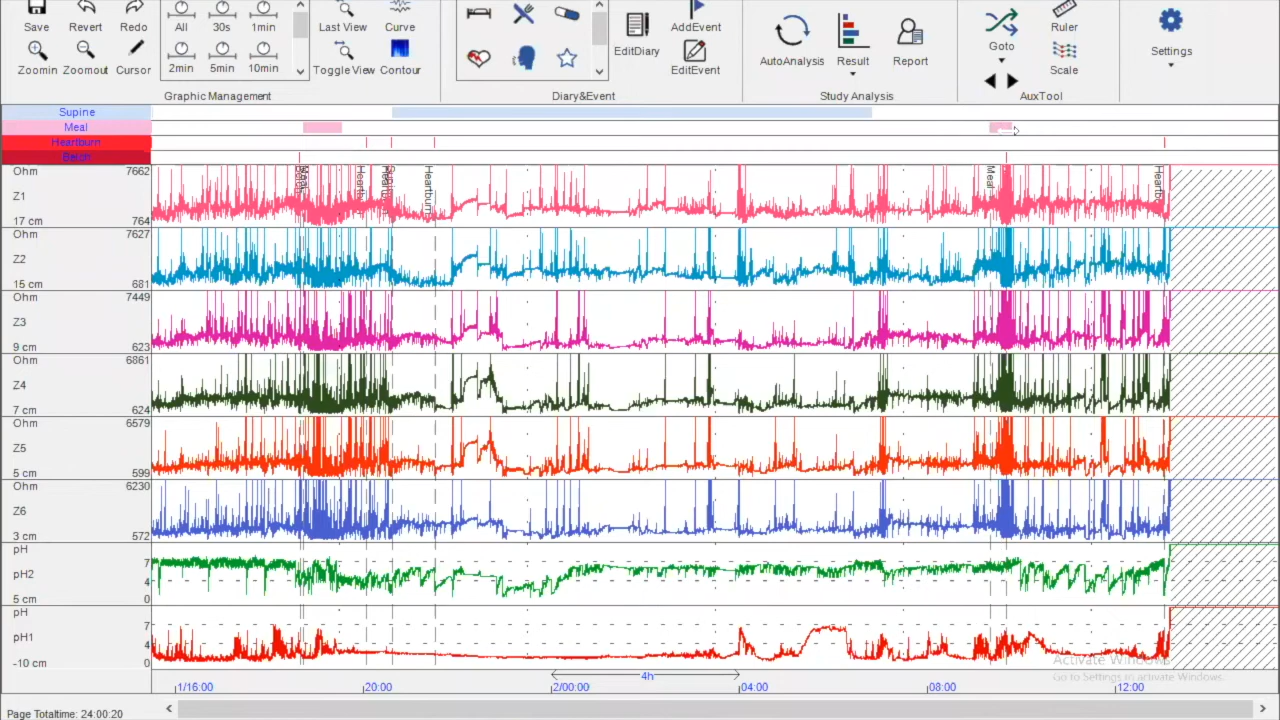 Save Revert Redo All 30s 1min Last View Curve AddEvent EditDiary Goto Ruler Settings
Zoomin Zoomout Cursor 2min 5min 10min Toggle View Contour EditEvent AutoAnalysis Result Report Scale
Graphic Management Diary&Event Study Analysis AuxTool
Supine
Meal
Heartburn
Belch
Ohm 7662
Meal Heartburn Meal
Z1
17 cm 764
Ohm 7627
Z2
15 cm 681
Ohm 7449
Z3
9 cm 623
Ohm 6861
Z4
7 cm 624
Ohm 6579
Z5
5 cm 599
Ohm 6230
Z6
3 cm 572
pH
7
pH2 4
5 cm 0
pH
7
pH1 4
-10 cm 0
Activate Windows
Go to Settings to activate Windows.
4h
1/16:00 20:00 2/00:00 04:00 08:00 12:00
Page Totaltime: 24:00:20